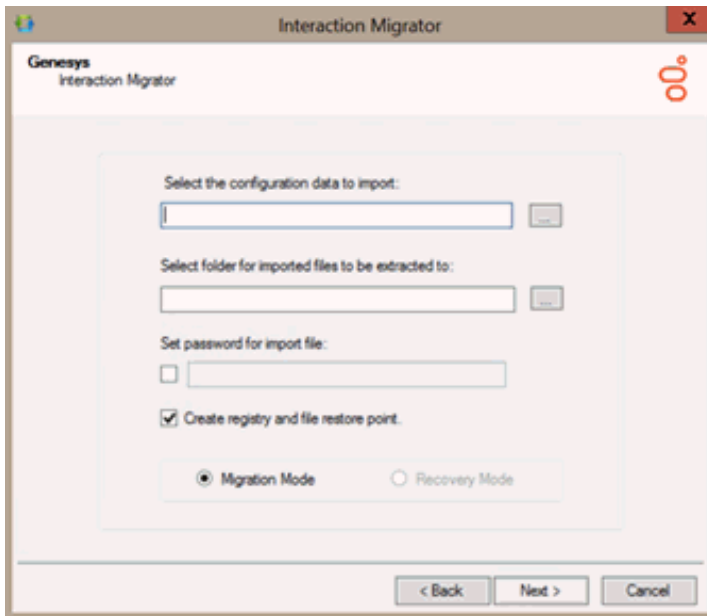 Interaction Migrator
X
Genesys
Interaction Migrator
Select the configuration data to import:
...
Select folder for imported files to be extracted to:
...
Set password for import file:
Create registry and file restore point.
Migration Mode Recovery Mode
< Back Next > Cancel